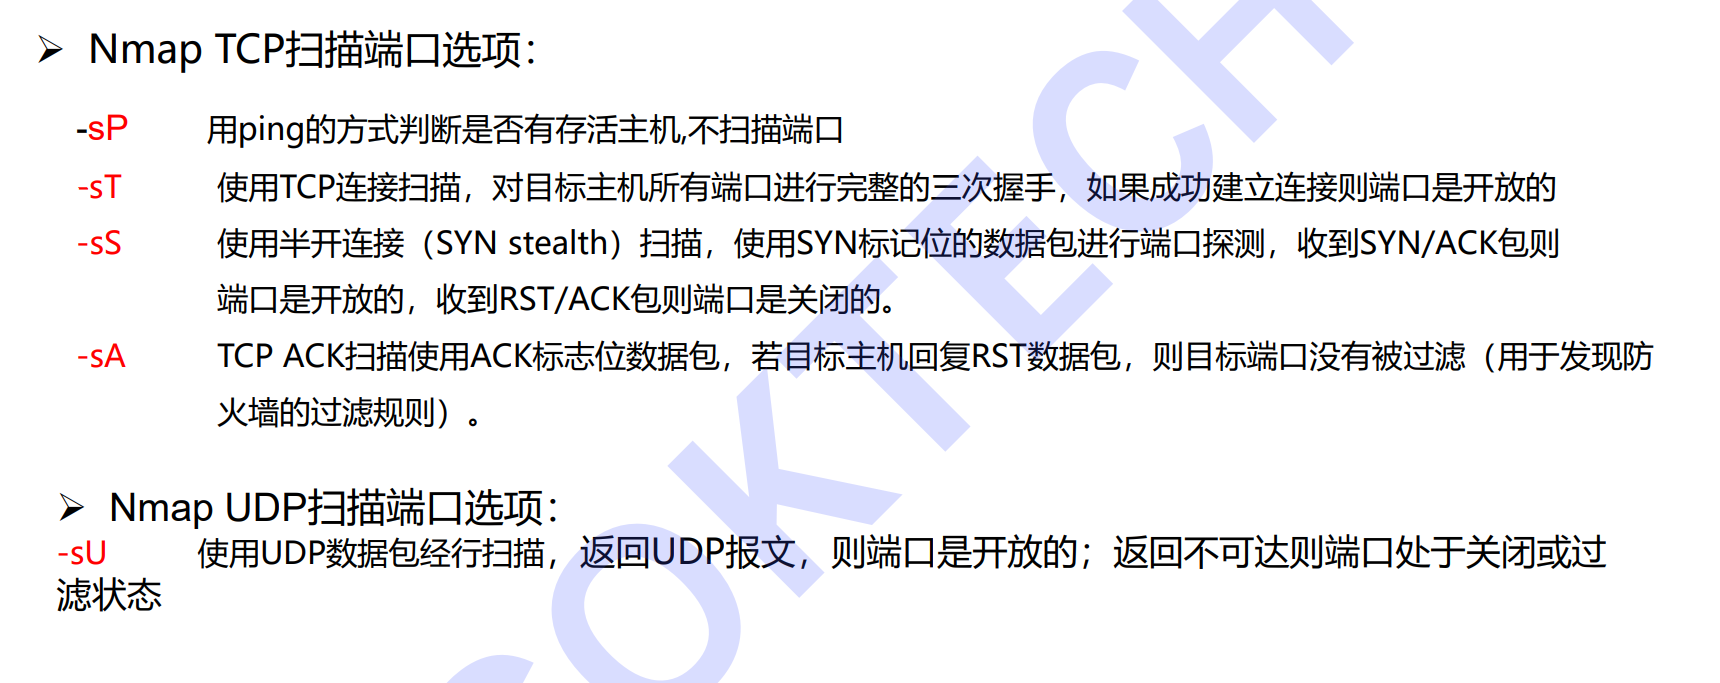 ➢ Nmap TCP扫描端口选项：
-sP 用ping的方式判断是否有存活主机,不扫描端口
-sT 使用TCP连接扫描，对目标主机所有端口进行完整的三次握手，如果成功建立连接则端口是开放的
-sS 使用半开连接（SYN stealth）扫描，使用SYN标记位的数据包进行端口探测，收到SYN/ACK包则
端口是开放的，收到RST/ACK包则端口是关闭的。
-sA TCP ACK扫描使用ACK标志位数据包，若目标主机回复RST数据包，则目标端口没有被过滤（用于发现防
火墙的过滤规则）。
➢ Nmap UDP扫描端口选项：
-sU 使用UDP数据包经行扫描，返回UDP报文，则端口是开放的；返回不可达则端口处于关闭或过
滤状态
OKTECH